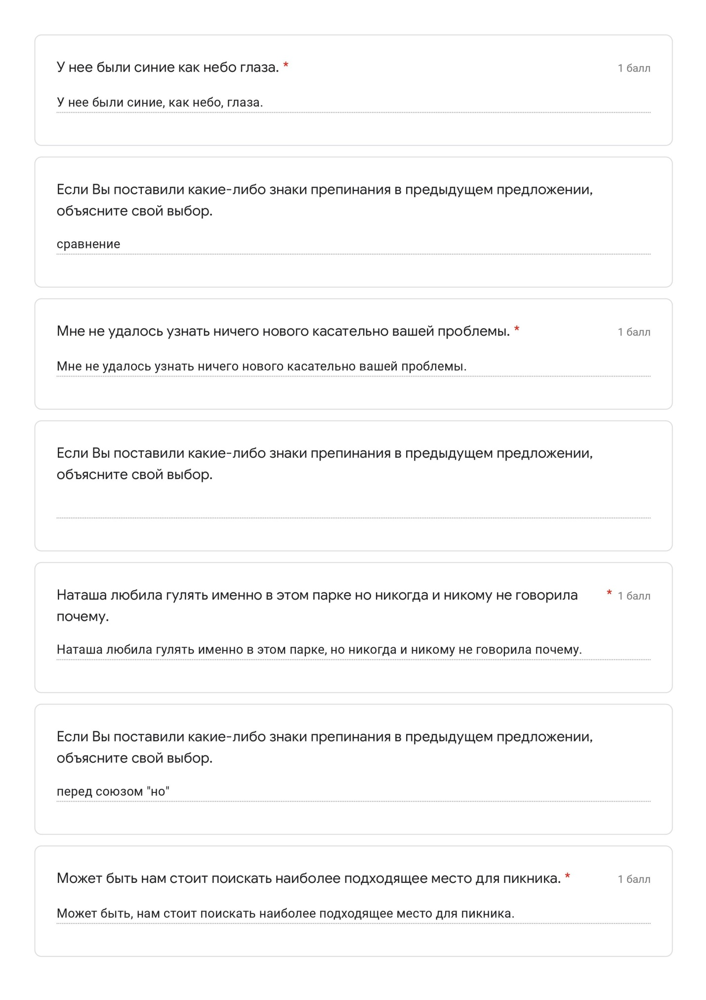 У нее были синие как небо глаза. *
1 балл
У нее были синие, как небо, глаза.
Если Вы поставили какие-либо знаки препинания в предыдущем предложении,
объясните свой выбор.
сравнение
Мне не удалось узнать ничего нового касательно вашей проблемы. *
1 балл
Мне не удалось узнать ничего нового касательно вашей проблемы.
Если Вы поставили какие-либо знаки препинания в предыдущем предложении,
объясните свой выбор.
Наташа любила гулять именно в этом парке но никогда и никому не говорила
* 1 балл
почему.
Наташа любила гулять именно в этом парке, но никогда и никому не говорила почему.
Если Вы поставили какие-либо знаки препинания в предыдущем предложении,
объясните свой выбор.
перед союзом "но"
Может быть нам стоит поискать наиболее подходящее место для пикника. *
1 балл
Может быть, нам стоит поискать наиболее подходящее место для пикника.